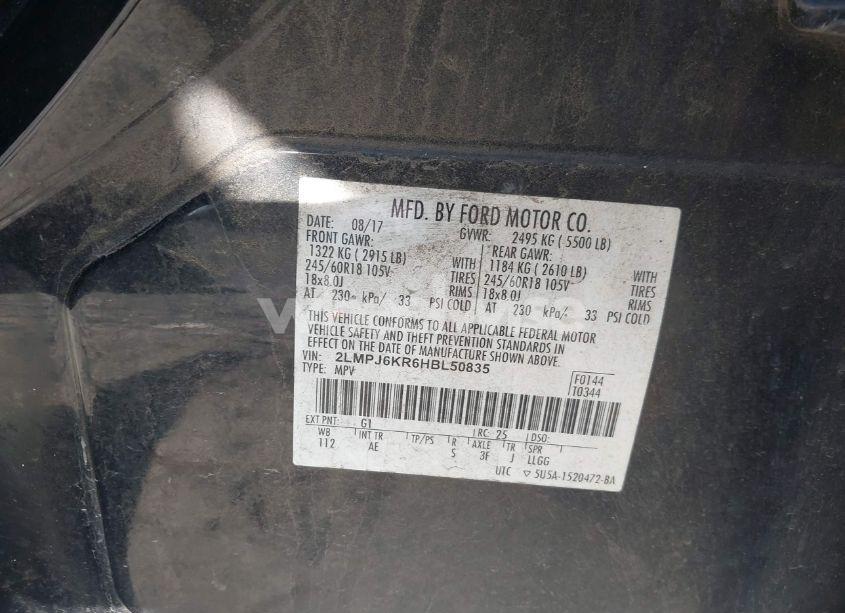 MFD. BY FORD MOTOR CO.
DATE: 08/17 GVWR: 2495 KG ( 5500 LB)
FRONT GAWR: REAR GAWR:
1322 KG ( 2915 LB) WITH 1184 KG ( 2610 LB) WITH
245/60R18 105V TIRES 245/60R18 105V TIRES
18x8.0J RIMS 18x8.0J RIMS
AT 230 kPa/ 33 PSI COLD AT 230 kPa/ 33 PSI COLD
THIS VEHICLE CONFORMS TO ALL APPLICABLE FEDERAL MOTOR
VEHICLE SAFETY AND THEFT PREVENTION STANDARDS IN
EFFECT ON THE DATE OF MANUFACTURE SHOWN ABOVE.
VIN: 2LMPJ6KR6HBL50835
TYPE: MPV
F0144
T0344
EXT PNT: G1 RC: 25 DSO:
WB INT TR TP/PS R AXLE TR SPR
112 AE S 3F J LLGG
UTC ▽ 5U5A-1520472-BA